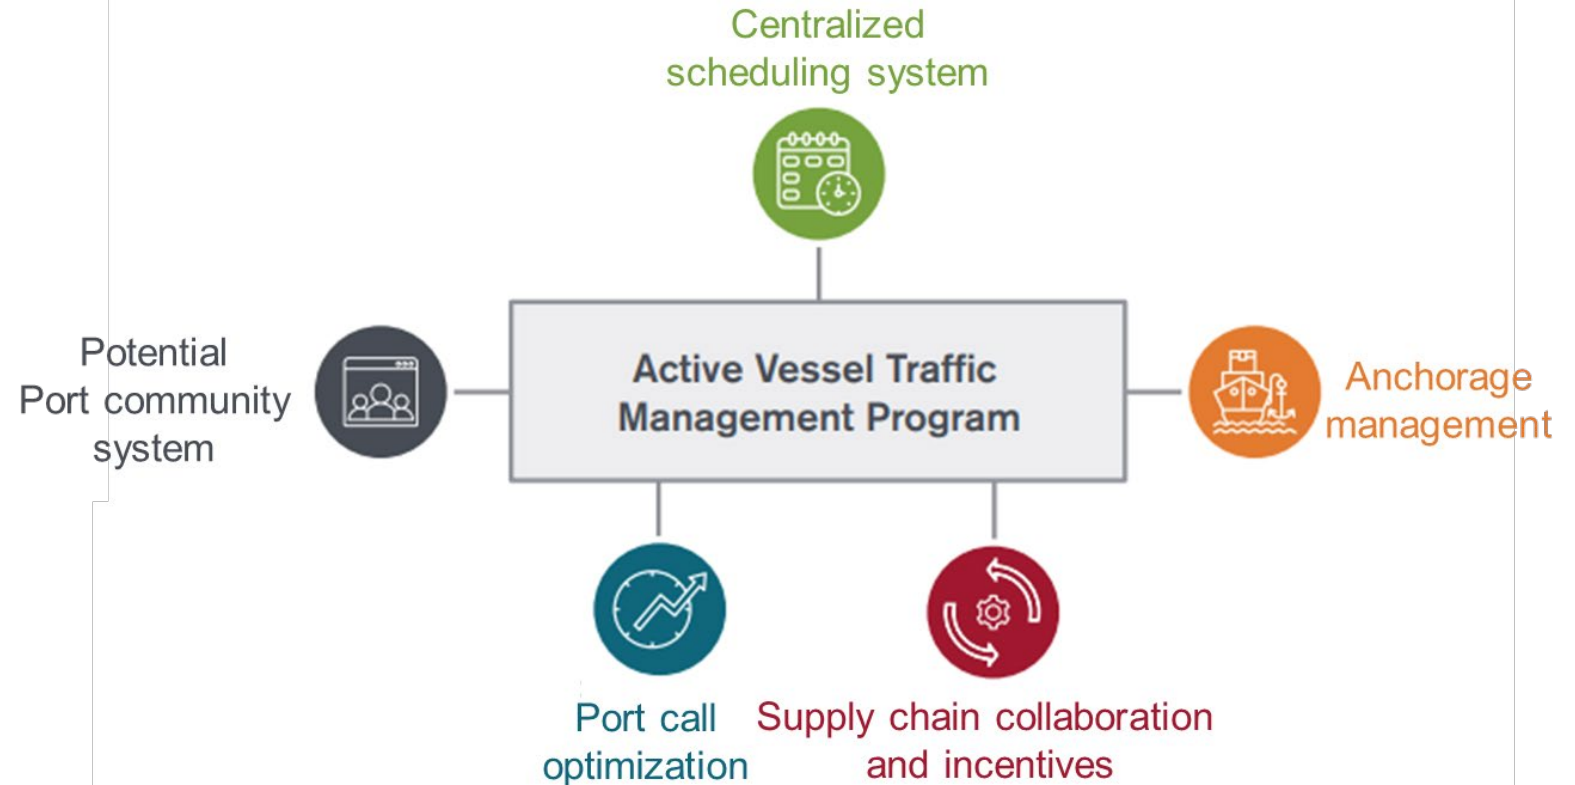 Centralized
scheduling system
Potential
Port community
system
Active Vessel Traffic
Management Program
Anchorage
management
Port call
optimization
Supply chain collaboration
and incentives